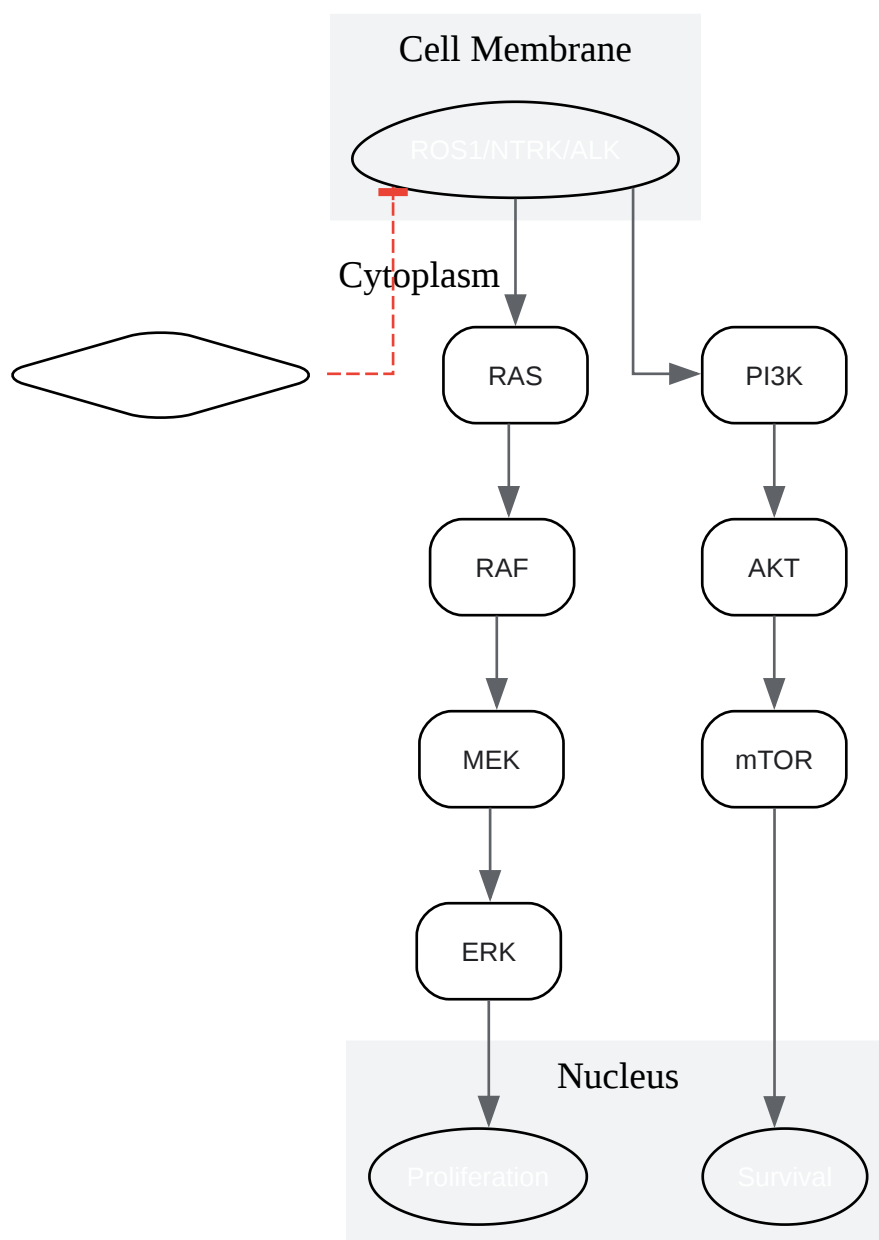 Cell Membrane
ROS1/NTRK/ALK
Cytoplasm
RAS
PI3K
RAF
AKT
MEK
mTOR
ERK
Nucleus
Proliferation
Survival